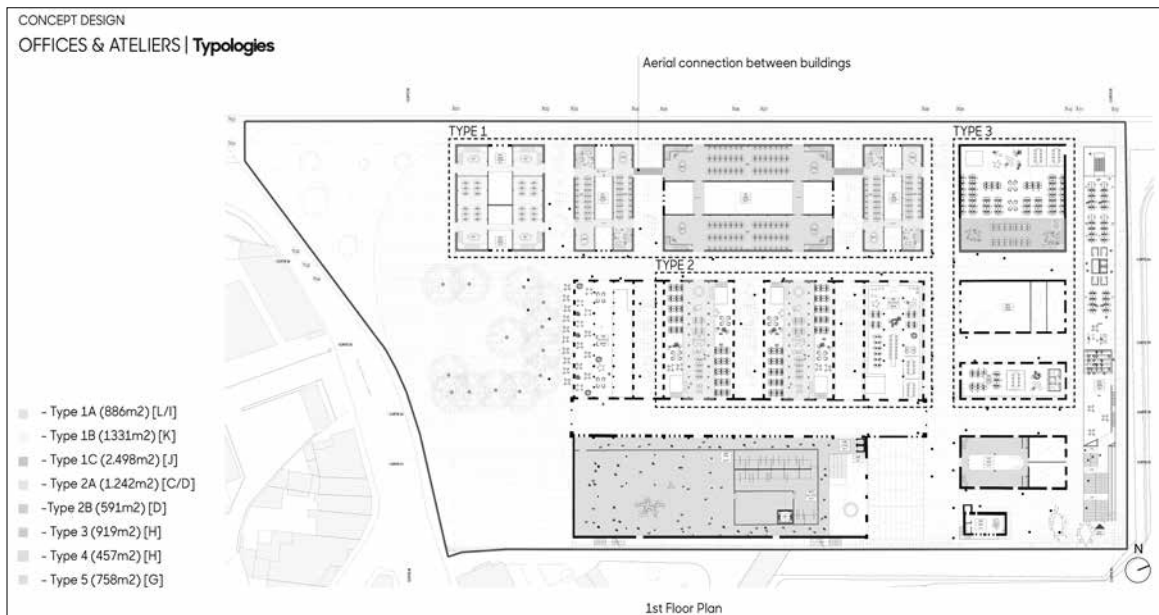 CONCEPT DESIGN
OFFICES & ATELIERS | Typologies
Aerial connection between buildings
TYPE 1
TYPE 3
TYPE 2
- Type 1A (886m2) [L/I]
- Type 1B (1331m2) [K]
- Type 1C (2.498m2) [J]
- Type 2A (1.242m2) [C/D]
-Type 2B (591m2) [D]
- Type 3 (919m2) [H]
- Type 4 (457m2) [H]
- Type 5 (758m2) [G]
N
1st Floor Plan